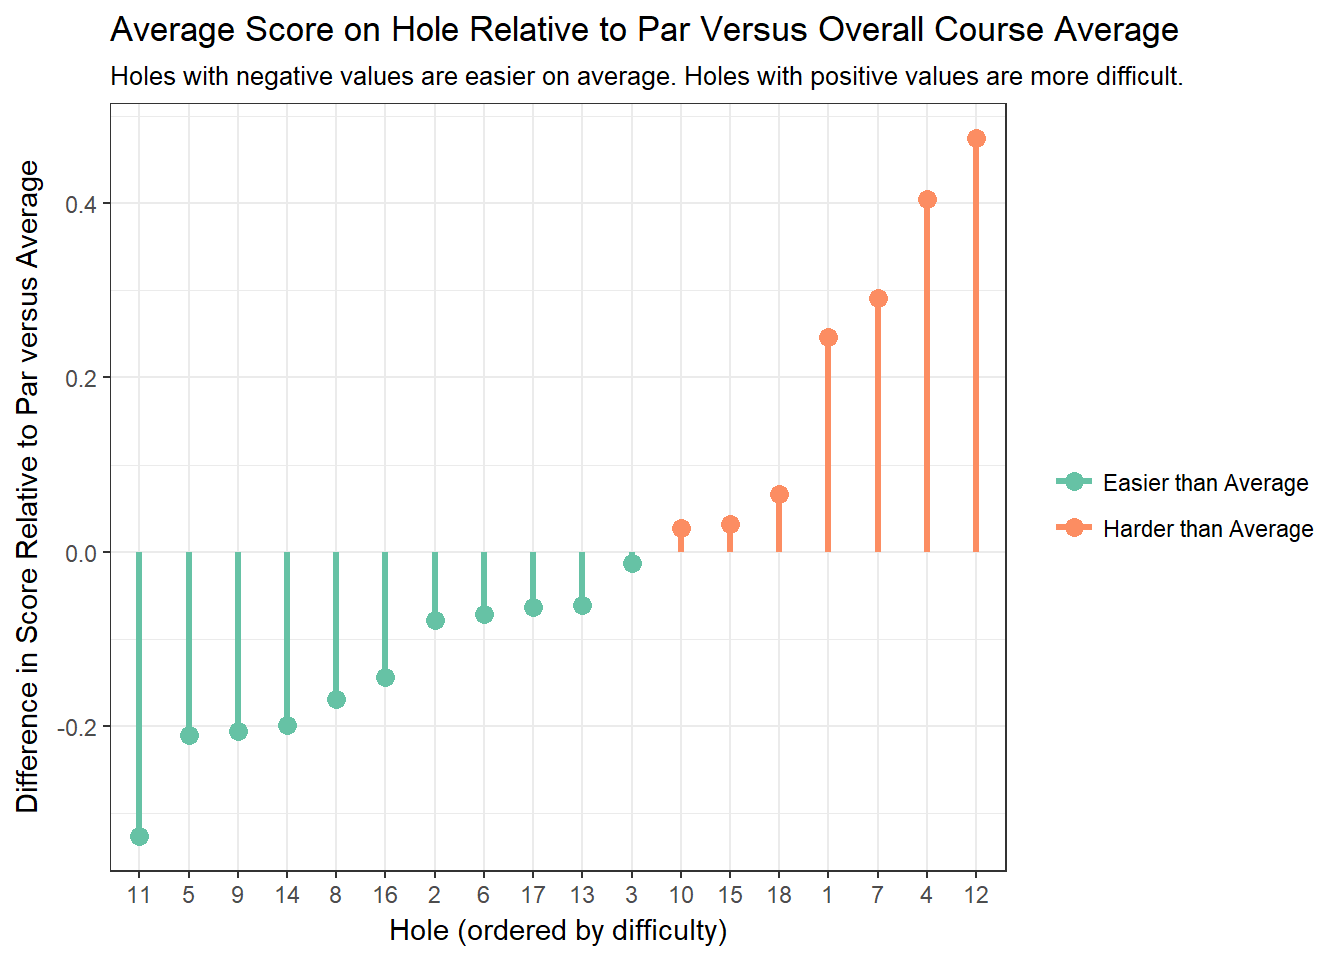 Average Score on Hole Relative to Par Versus Overall Course Average
Holes with negative values are easier on average. Holes with positive values are more difficult.
Difference in Score Relative to Par versus Average
0.4
0.2
0.0
-0.2
11 5 9 14 8 16 2 6 17 13 3 10 15 18 1 7 4 12
Hole (ordered by difficulty)
Easier than Average
Harder than Average